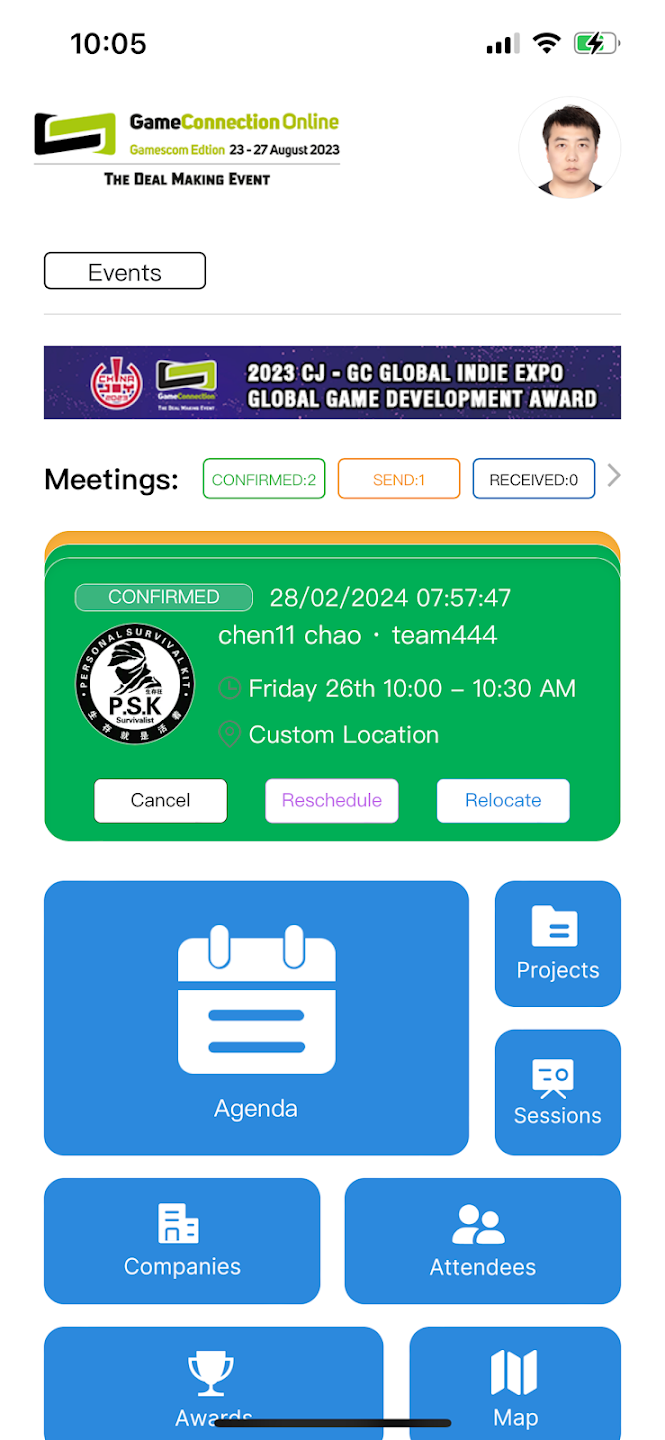 10:05
GameConnection Online
Gamescom Edtion 23 - 27 August 2023
THE DEAL MAKING EVENT
Events
CHINA
JOY
2023
GameConnection
THE DEAL MAKING EVENT
2023 CJ - GC GLOBAL INDIE EXPO
GLOBAL GAME DEVELOPMENT AWARD
Meetings:
CONFIRMED:2
SEND:1
RECEIVED:0
CONFIRMED
28/02/2024 07:57:47
chen11 chao · team444
PERSONAL SURVIVAL KIT
生存狂
P.S.K
Survivalist
生存就是活着
Friday 26th 10:00 – 10:30 AM
Custom Location
Cancel
Reschedule
Relocate
Agenda
Projects
Sessions
Companies
Attendees
Awards
Map